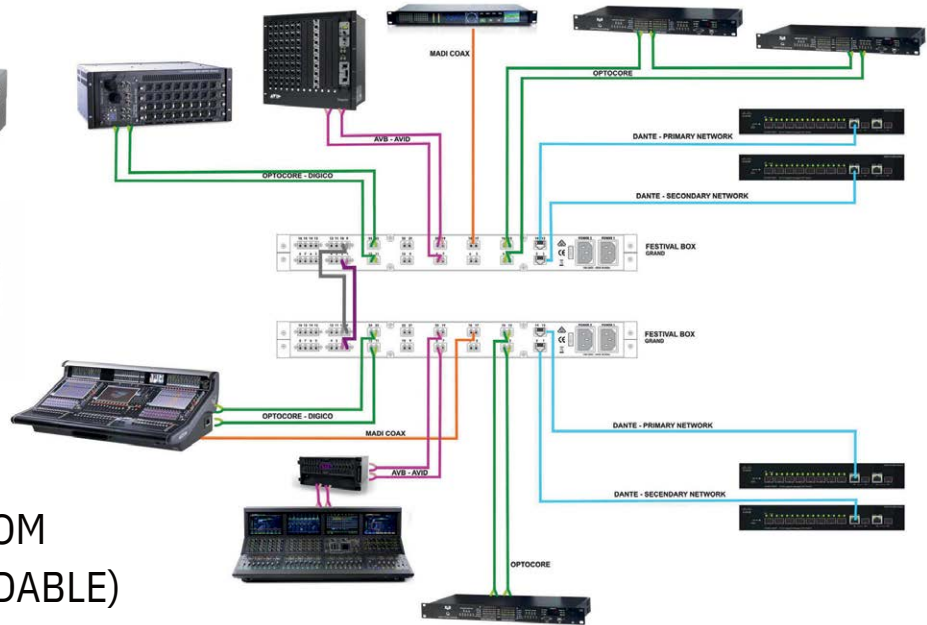 MADI COAX
OPTOCORE
AVB - AVID
DANTE - PRIMARY NETWORK
OPTOCORE - DIGICO
DANTE - SECONDARY NETWORK
FESTIVAL BOX
GRAND
FESTIVAL BOX
GRAND
OPTOCORE - DIGICO
MADI COAX
DANTE - PRIMARY NETWORK
AVB - AVID
DANTE - SECENDARY NETWORK
OM
DABLE)
OPTOCORE